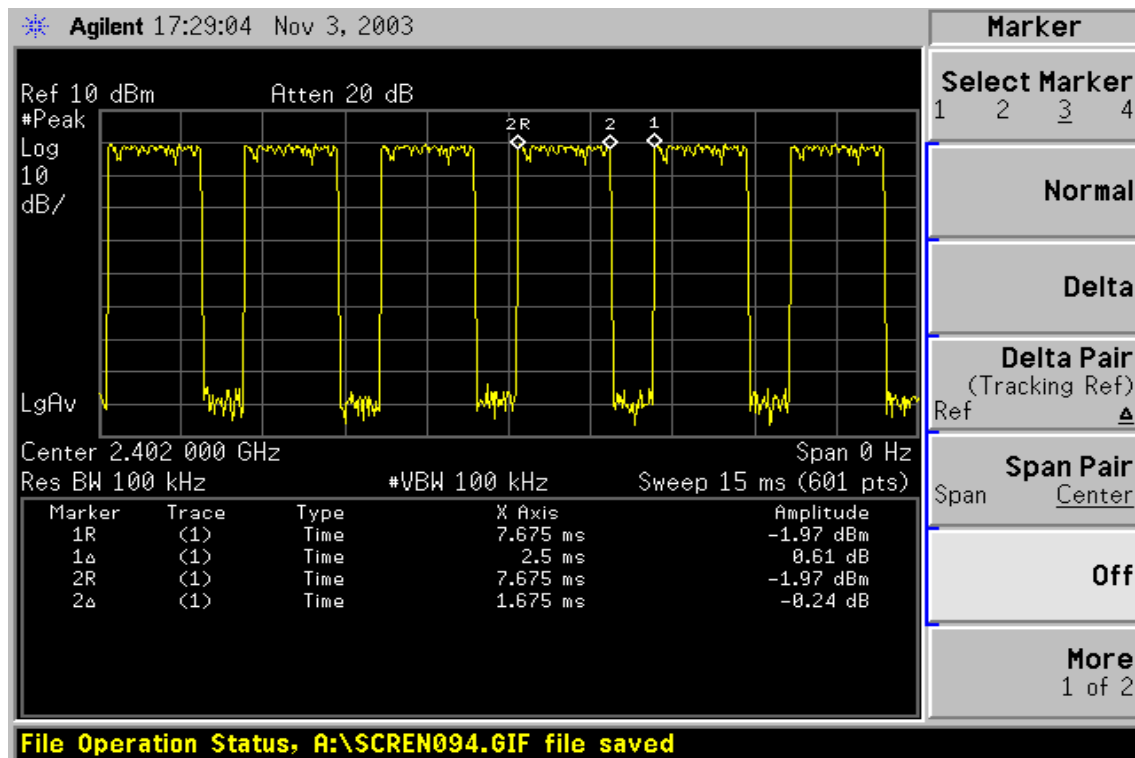 Agilent 17:29:04 Nov 3, 2003
Ref 10 dBm Atten 20 dB
#Peak
Log
10
dB/
2R 2 1
LgAv
Center 2.402 000 GHz Span 0 Hz
Res BW 100 kHz #VBW 100 kHz Sweep 15 ms (601 pts)
Marker Trace Type X Axis Amplitude
1R (1) Time 7.675 ms -1.97 dBm
1Δ (1) Time 2.5 ms 0.61 dB
2R (1) Time 7.675 ms -1.97 dBm
2Δ (1) Time 1.675 ms -0.24 dB
File Operation Status, A:\SCREN094.GIF file saved
Marker
Select Marker
1 2 3 4
Normal
Delta
Delta Pair
(Tracking Ref)
Ref Δ
Span Pair
Span Center
Off
More
1 of 2